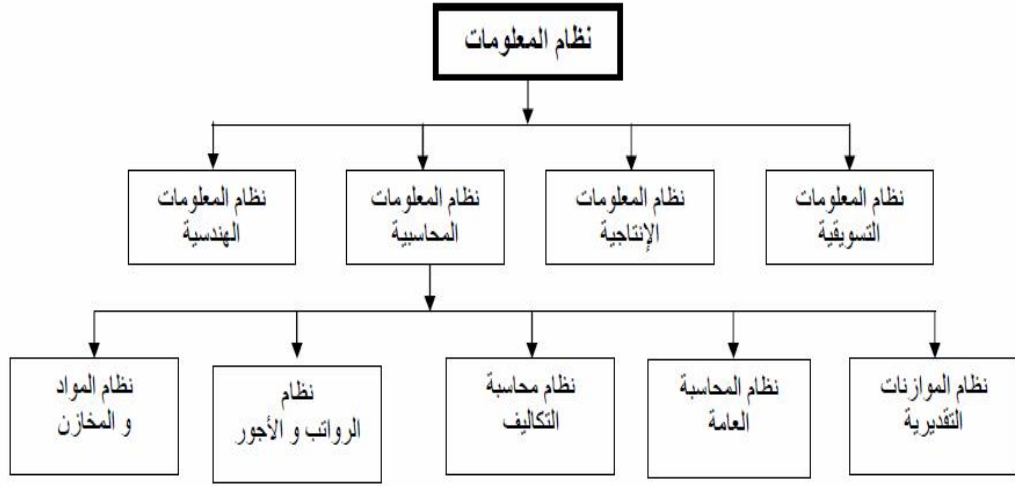 نظام المعلومات
نظام المعلومات
التسويقية
نظام المعلومات
الإنتاجية
نظام المعلومات
المحاسبية
نظام المعلومات
الهندسية
نظام الموازنات
التقديرية
نظام المحاسبة
العامة
نظام محاسبة
التكاليف
نظام
الرواتب و الأجور
نظام المواد
و المخازن